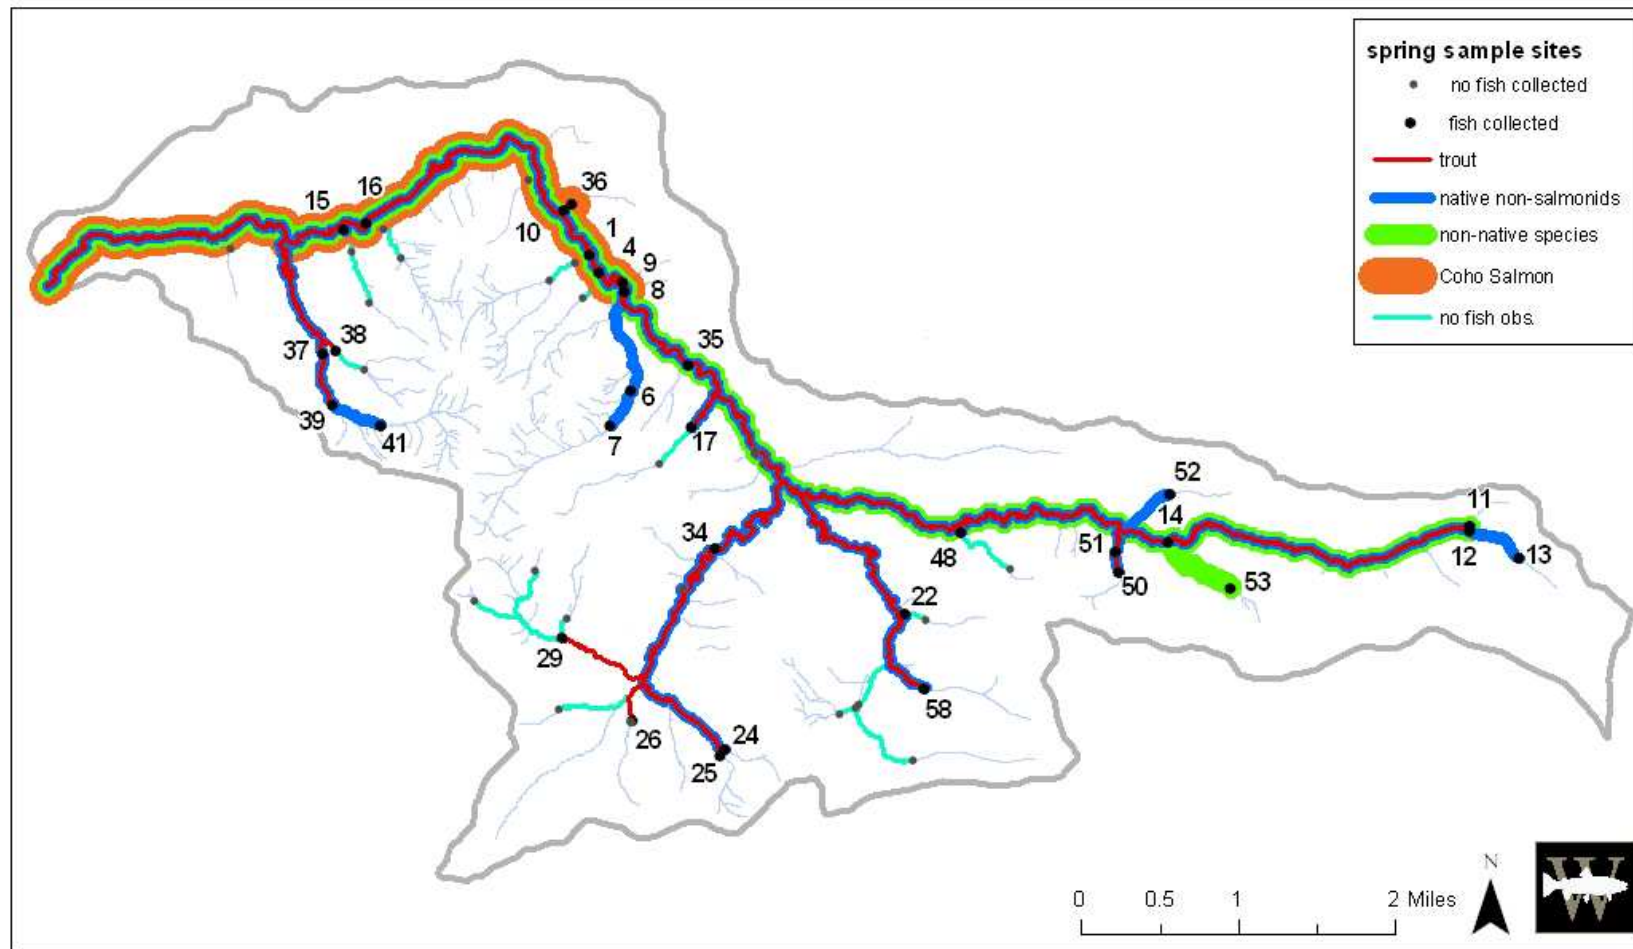 spring sample sites
no fish collected
fish collected
trout
native non-salmonids
non-native species
Coho Salmon
no fish obs.
36
16
15
10
1
4
9
8
35
38
37
6
39
41
7
17
52
11
14
34
51
48
12
13
50
53
22
29
58
26
24
25
N
0 0.5 1 2 Miles
W